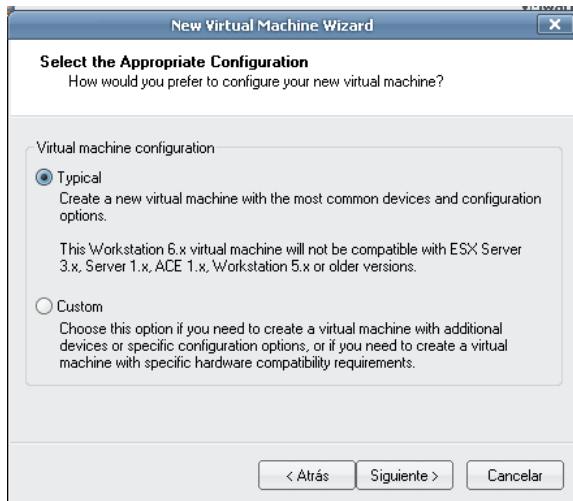 New Virtual Machine Wizard
Select the Appropriate Configuration
How would you prefer to configure your new virtual machine?
Virtual machine configuration
Typical
Create a new virtual machine with the most common devices and configuration
options.
This Workstation 6.x virtual machine will not be compatible with ESX Server
3.x, Server 1.x, ACE 1.x, Workstation 5.x or older versions.
Custom
Choose this option if you need to create a virtual machine with additional
devices or specific configuration options, or if you need to create a virtual
machine with specific hardware compatibility requirements.
< Atrás Siguiente > Cancelar